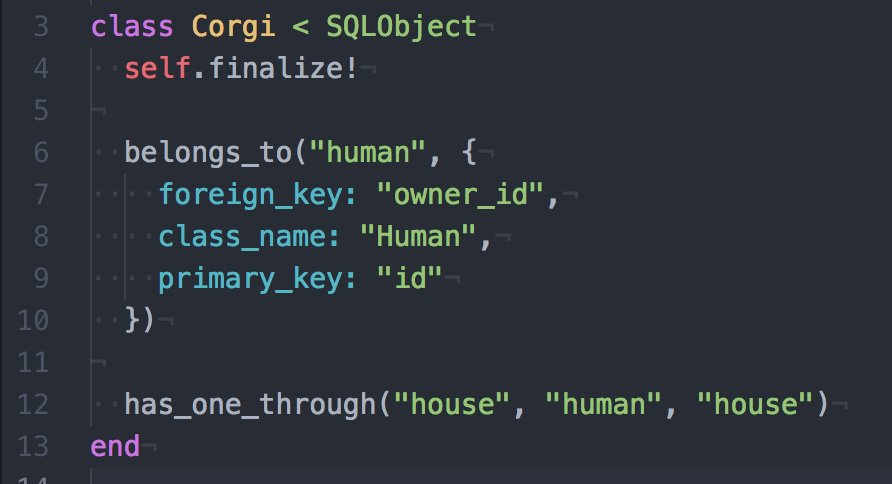 3 class Corgi < SQLObject¬
4 ··self.finalize!¬
5 ¬
6 ··belongs_to("human", {¬
7 ····foreign_key: "owner_id",¬
8 ····class_name: "Human",¬
9 ····primary_key: "id"¬
10 ··})¬
11 ¬
12 ··has_one_through("house", "human", "house")¬
13 end¬
14